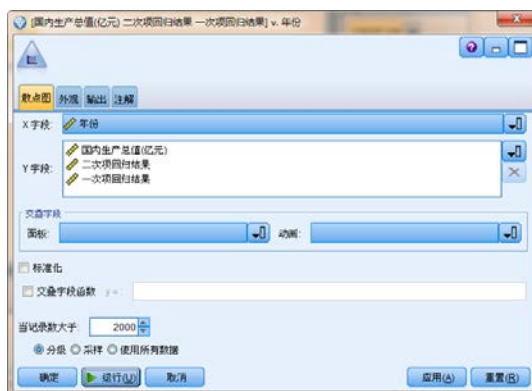 [国内生产总值(亿元) 二次项回归结果 一次项回归结果] v. 年份
散点图 外观 输出 注解
X 字段: 年份
Y 字段: 国内生产总值(亿元)
二次项回归结果
一次项回归结果
交叠字段
面板: 动画:
标准化
交叠字段函数 y =
当记录数大于: 2000
分级 采样 使用所有数据
确定 运行(U) 取消 应用(A) 重置(R)